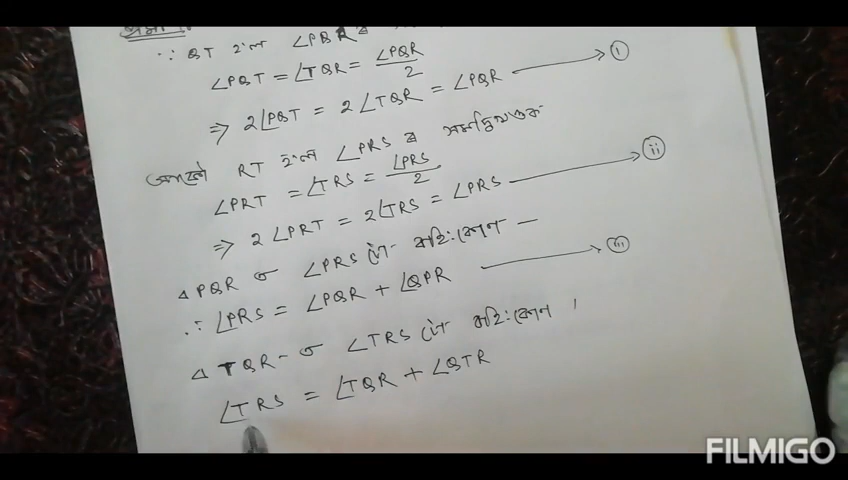 ∵ QT হ'ল ∠PQR ৰ
∠PQT = ∠TQR = ∠PQR/2
⇒ 2∠PQT = 2∠TQR = ∠PQR ⟶ (i)
RT হ'ল ∠PRS ৰ সমদ্বিখণ্ডক
∠PRT = ∠TRS = ∠PRS/2
⇒ 2∠PRT = 2∠TRS = ∠PRS ⟶ (ii)
△PQR ত ∠PRS বহিঃকোণ —
∴ ∠PRS = ∠PQR + ∠QPR ⟶ (iii)
△TQR - ত ∠TRS বহিঃকোণ ।
∠TRS = ∠TQR + ∠QTR
FILMIGO